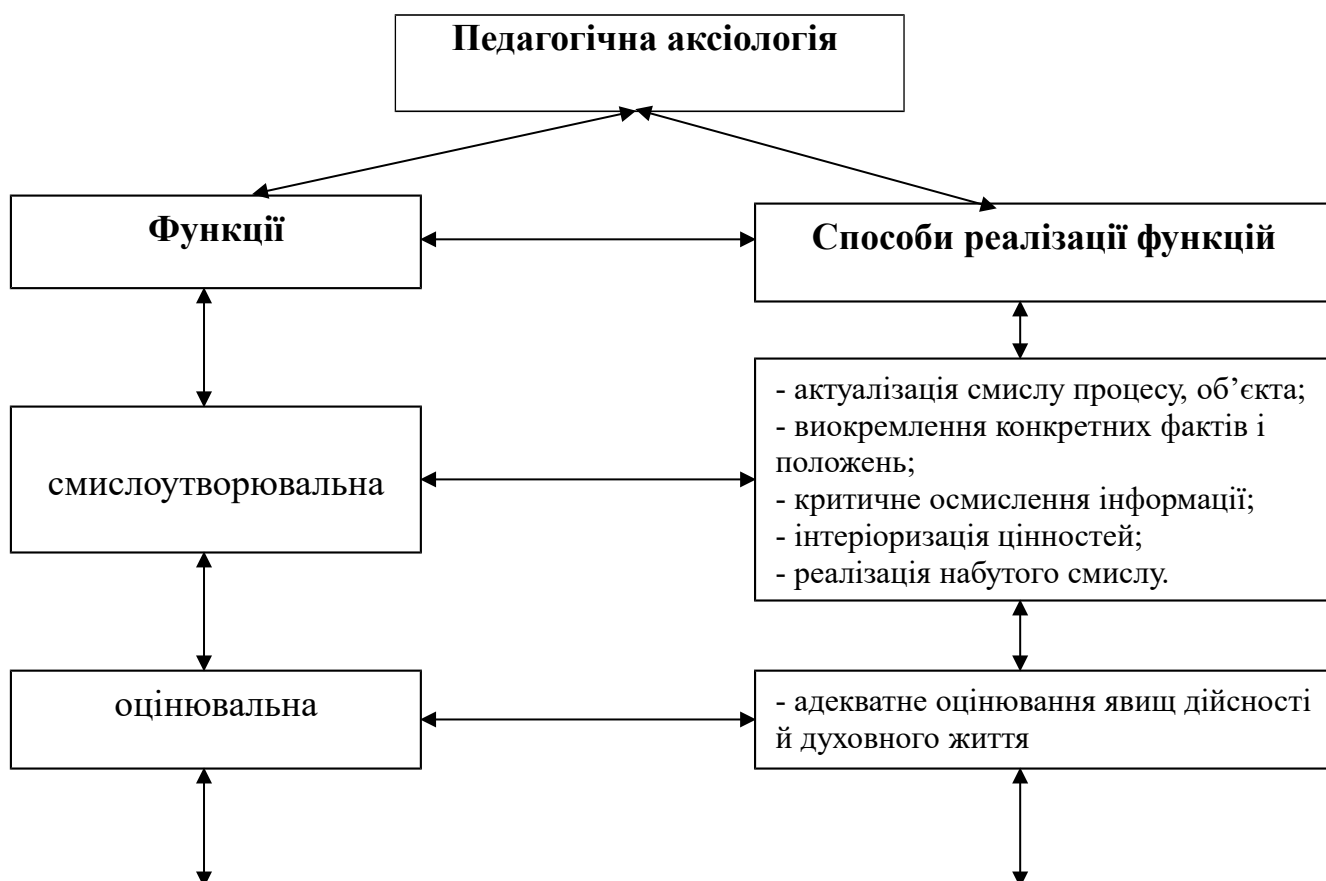 Педагогічна аксіологія
Функції
Способи реалізації функцій
смислоутворювальна
- актуалізація смислу процесу, об’єкта;
- виокремлення конкретних фактів і
положень;
- критичне осмислення інформації;
- інтеріоризація цінностей;
- реалізація набутого смислу.
оцінювальна
- адекватне оцінювання явищ дійсності
й духовного життя